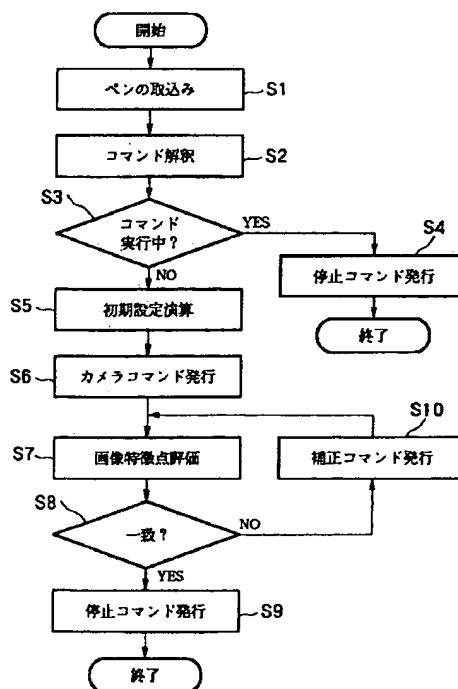 開始
ペンの取込み
S1
コマンド解釈
S2
S3
コマンド
実行中？
YES
NO
S4
停止コマンド発行
終了
S5
初期設定演算
S6
カメラコマンド発行
S7
画像特徴点評価
S10
補正コマンド発行
S8
一致？
NO
YES
停止コマンド発行
S9
終了